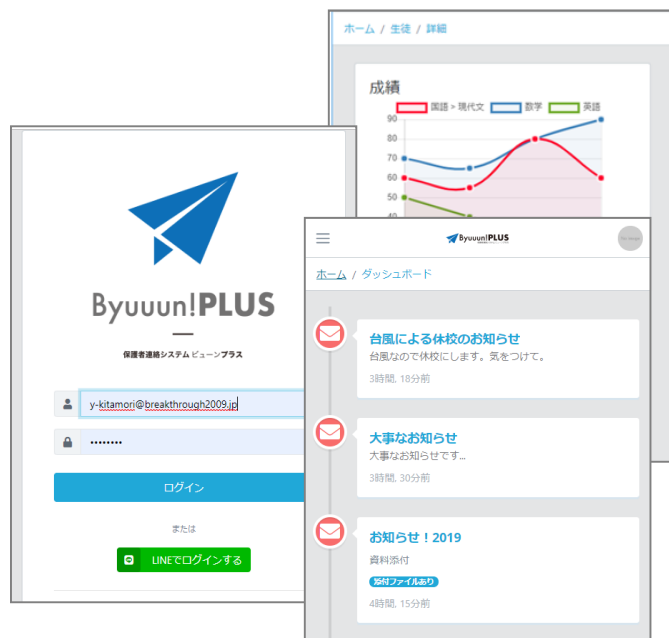 ホーム / 生徒 / 詳細
成績
国語 > 現代文 数学 英語
90
80
70
60
50
40
Byuuun!PLUS
保護者連絡システム ビューンプラス
y-kitamori@breakthrough2009.jp
••••••••
ログイン
または
LINEでログインする
Byuuun!PLUS
ホーム / ダッシュボード
台風による休校のお知らせ
台風なので休校にします。気をつけて。
3時間, 18分前
大事なお知らせ
大事なお知らせです...
3時間, 30分前
お知らせ！2019
資料添付
添付ファイルあり
4時間, 15分前